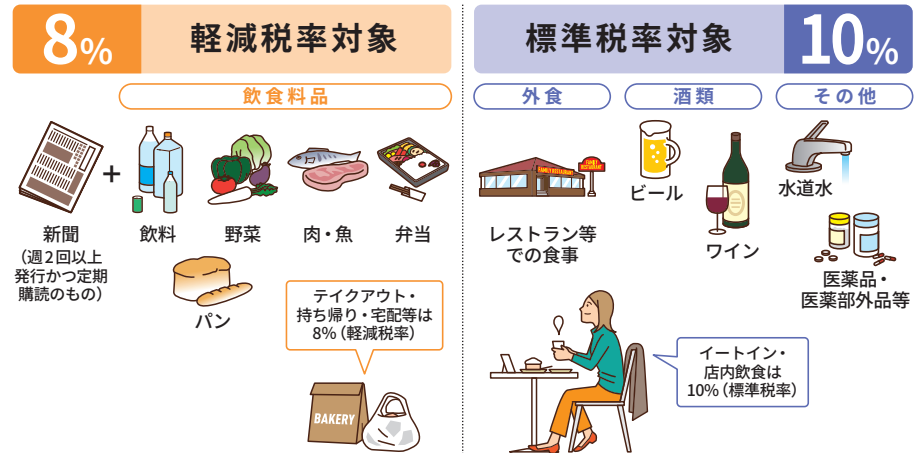 8%
軽減税率対象
飲食料品
新聞
（週2回以上
発行かつ定期
購読のもの）
+
飲料
野菜
肉・魚
弁当
パン
テイクアウト・
持ち帰り・宅配等は
8%（軽減税率）
BAKERY
標準税率対象
10%
外食
酒類
その他
FAMILY RESTAURANT
FAMILY
RESTAURANT
レストラン等
での食事
ビール
ワイン
水道水
医薬品・
医薬部外品等
イートイン・
店内飲食は
10%（標準税率）